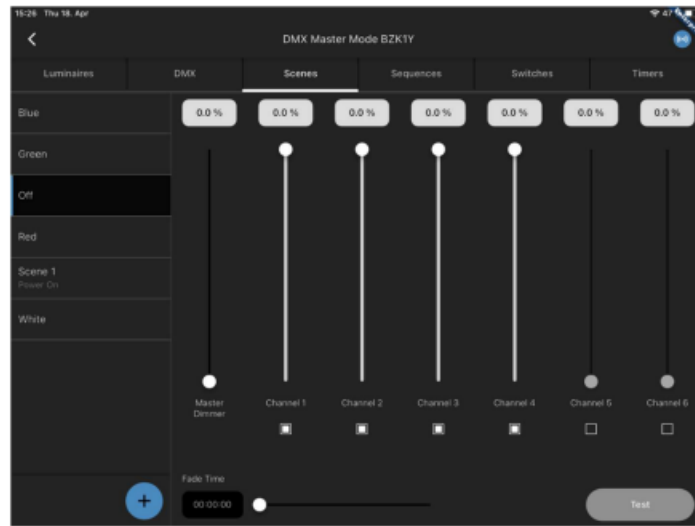 15:26 Thu 18. Apr
47
DMX Master Mode BZK1Y
Luminaires DMX Scenes Sequences Switches Timers
Blue
Green
Off
Red
Scene 1
Power On
White
0.0 % 0.0 % 0.0 % 0.0 % 0.0 % 0.0 % 0.0 %
Master Dimmer
Channel 1
Channel 2
Channel 3
Channel 4
Channel 5
Channel 6
Fade Time
00:00:00
+
Test